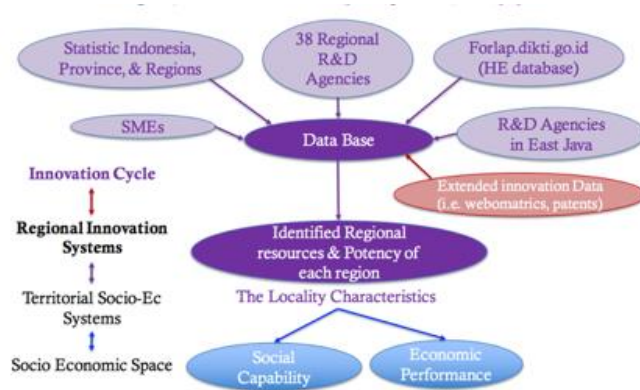 Statistic Indonesia,
Province, & Regions
38 Regional
R&D
Agencies
Forlap.dikti.go.id
(HE database)
SMEs
Data Base
R&D Agencies
in East Java
Innovation Cycle
Extended innovation Data
(i.e. webomatrics, patents)
Regional Innovation
Systems
Identified Regional
resources & Potency of
each region
Territorial Socio-Ec
Systems
The Locality Characteristics
Socio Economic Space
Social
Capability
Economic
Performance